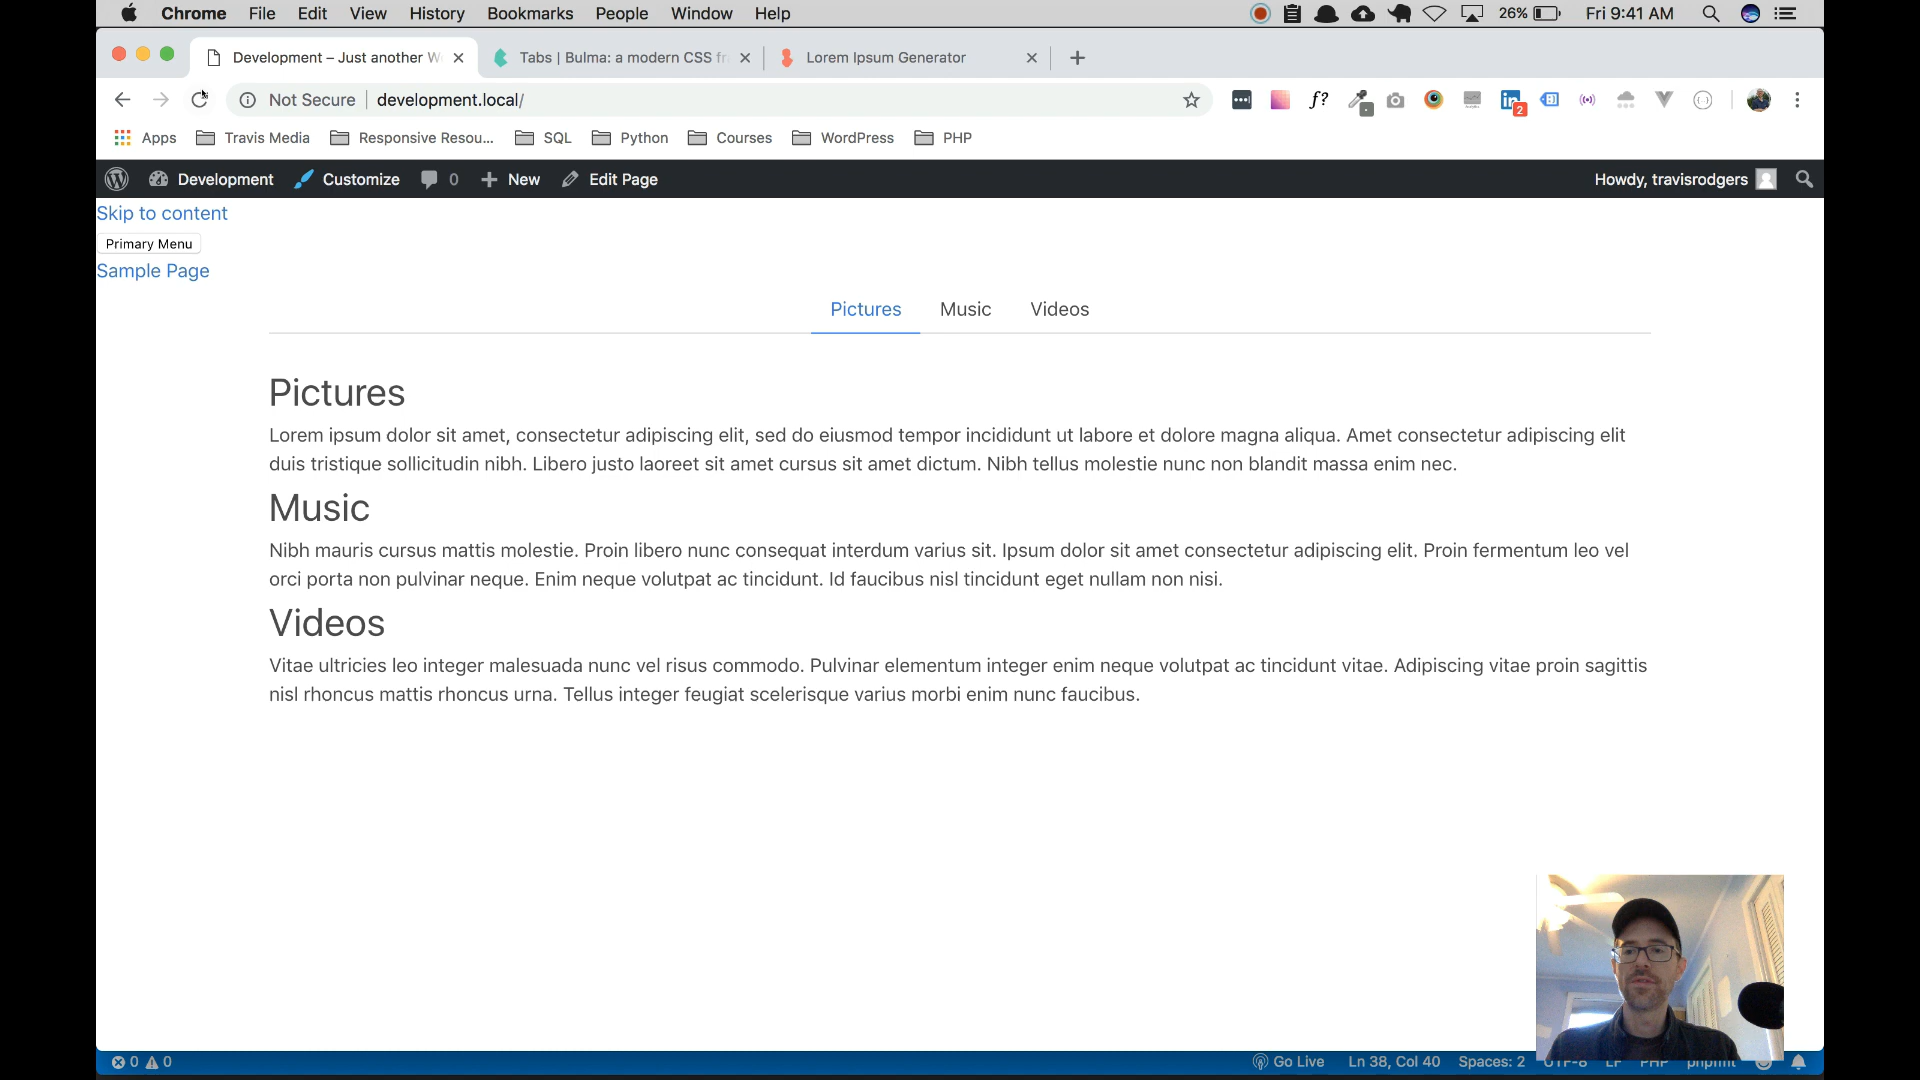 Chrome File Edit View History Bookmarks People Window Help 26% Fri 9:41 AM
Development – Just another W Tabs | Bulma: a modern CSS fr Lorem Ipsum Generator
Not Secure development.local/ f? in 2
Apps Travis Media Responsive Resou... SQL Python Courses WordPress PHP
Development Customize 0 New Edit Page Howdy, travisrodgers
Skip to content
Primary Menu
Sample Page
Pictures Music Videos
Pictures
Lorem ipsum dolor sit amet, consectetur adipiscing elit, sed do eiusmod tempor incididunt ut labore et dolore magna aliqua. Amet consectetur adipiscing elit
duis tristique sollicitudin nibh. Libero justo laoreet sit amet cursus sit amet dictum. Nibh tellus molestie nunc non blandit massa enim nec.
Music
Nibh mauris cursus mattis molestie. Proin libero nunc consequat interdum varius sit. Ipsum dolor sit amet consectetur adipiscing elit. Proin fermentum leo vel
orci porta non pulvinar neque. Enim neque volutpat ac tincidunt. Id faucibus nisl tincidunt eget nullam non nisi.
Videos
Vitae ultricies leo integer malesuada nunc vel risus commodo. Pulvinar elementum integer enim neque volutpat ac tincidunt vitae. Adipiscing vitae proin sagittis
nisl rhoncus mattis rhoncus urna. Tellus integer feugiat scelerisque varius morbi enim nunc faucibus.
0 0 Go Live Ln 38, Col 40 Spaces: 2 UTF-8 LF PHP phpfmt